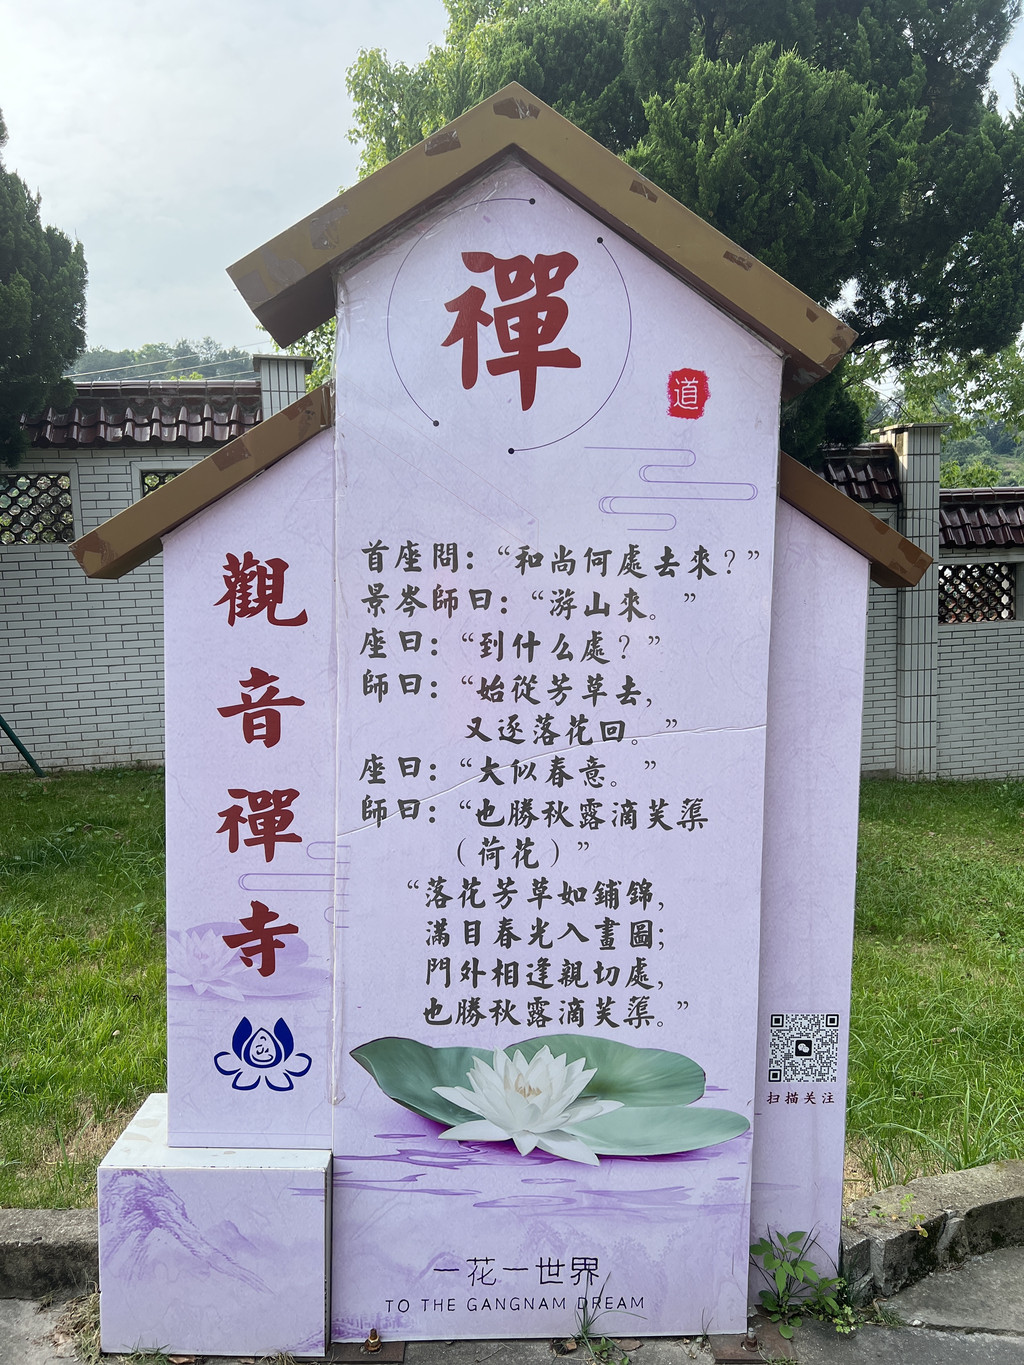 禪
道
觀音禪寺
首座問：“和尚何處去來？”
景岑師曰：“游山來。”
座曰：“到什么處？”
師曰：“始從芳草去，
又逐落花回。”
座曰：“大似春意。”
師曰：“也勝秋露滴芙蕖
（荷花）”
“落花芳草如鋪錦，
滿目春光入畫圖；
門外相逢親切處，
也勝秋露滴芙蕖。”
扫描关注
一花一世界
TO THE GANGNAM DREAM